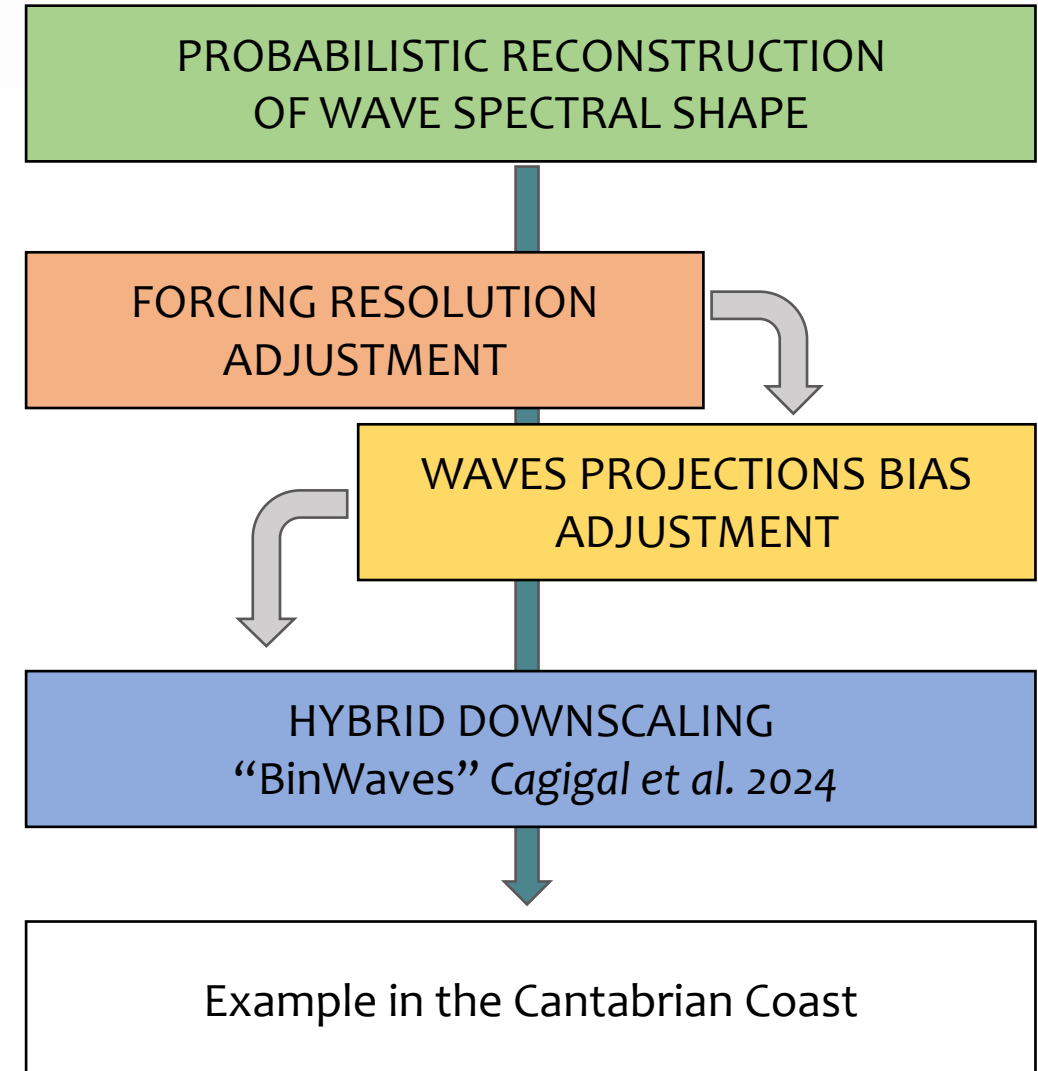 PROBABILISTIC RECONSTRUCTION
OF WAVE SPECTRAL SHAPE
FORCING RESOLUTION
ADJUSTMENT
WAVES PROJECTIONS BIAS
ADJUSTMENT
HYBRID DOWNSCALING
“BinWaves” Cagigal et al. 2024
Example in the Cantabrian Coast